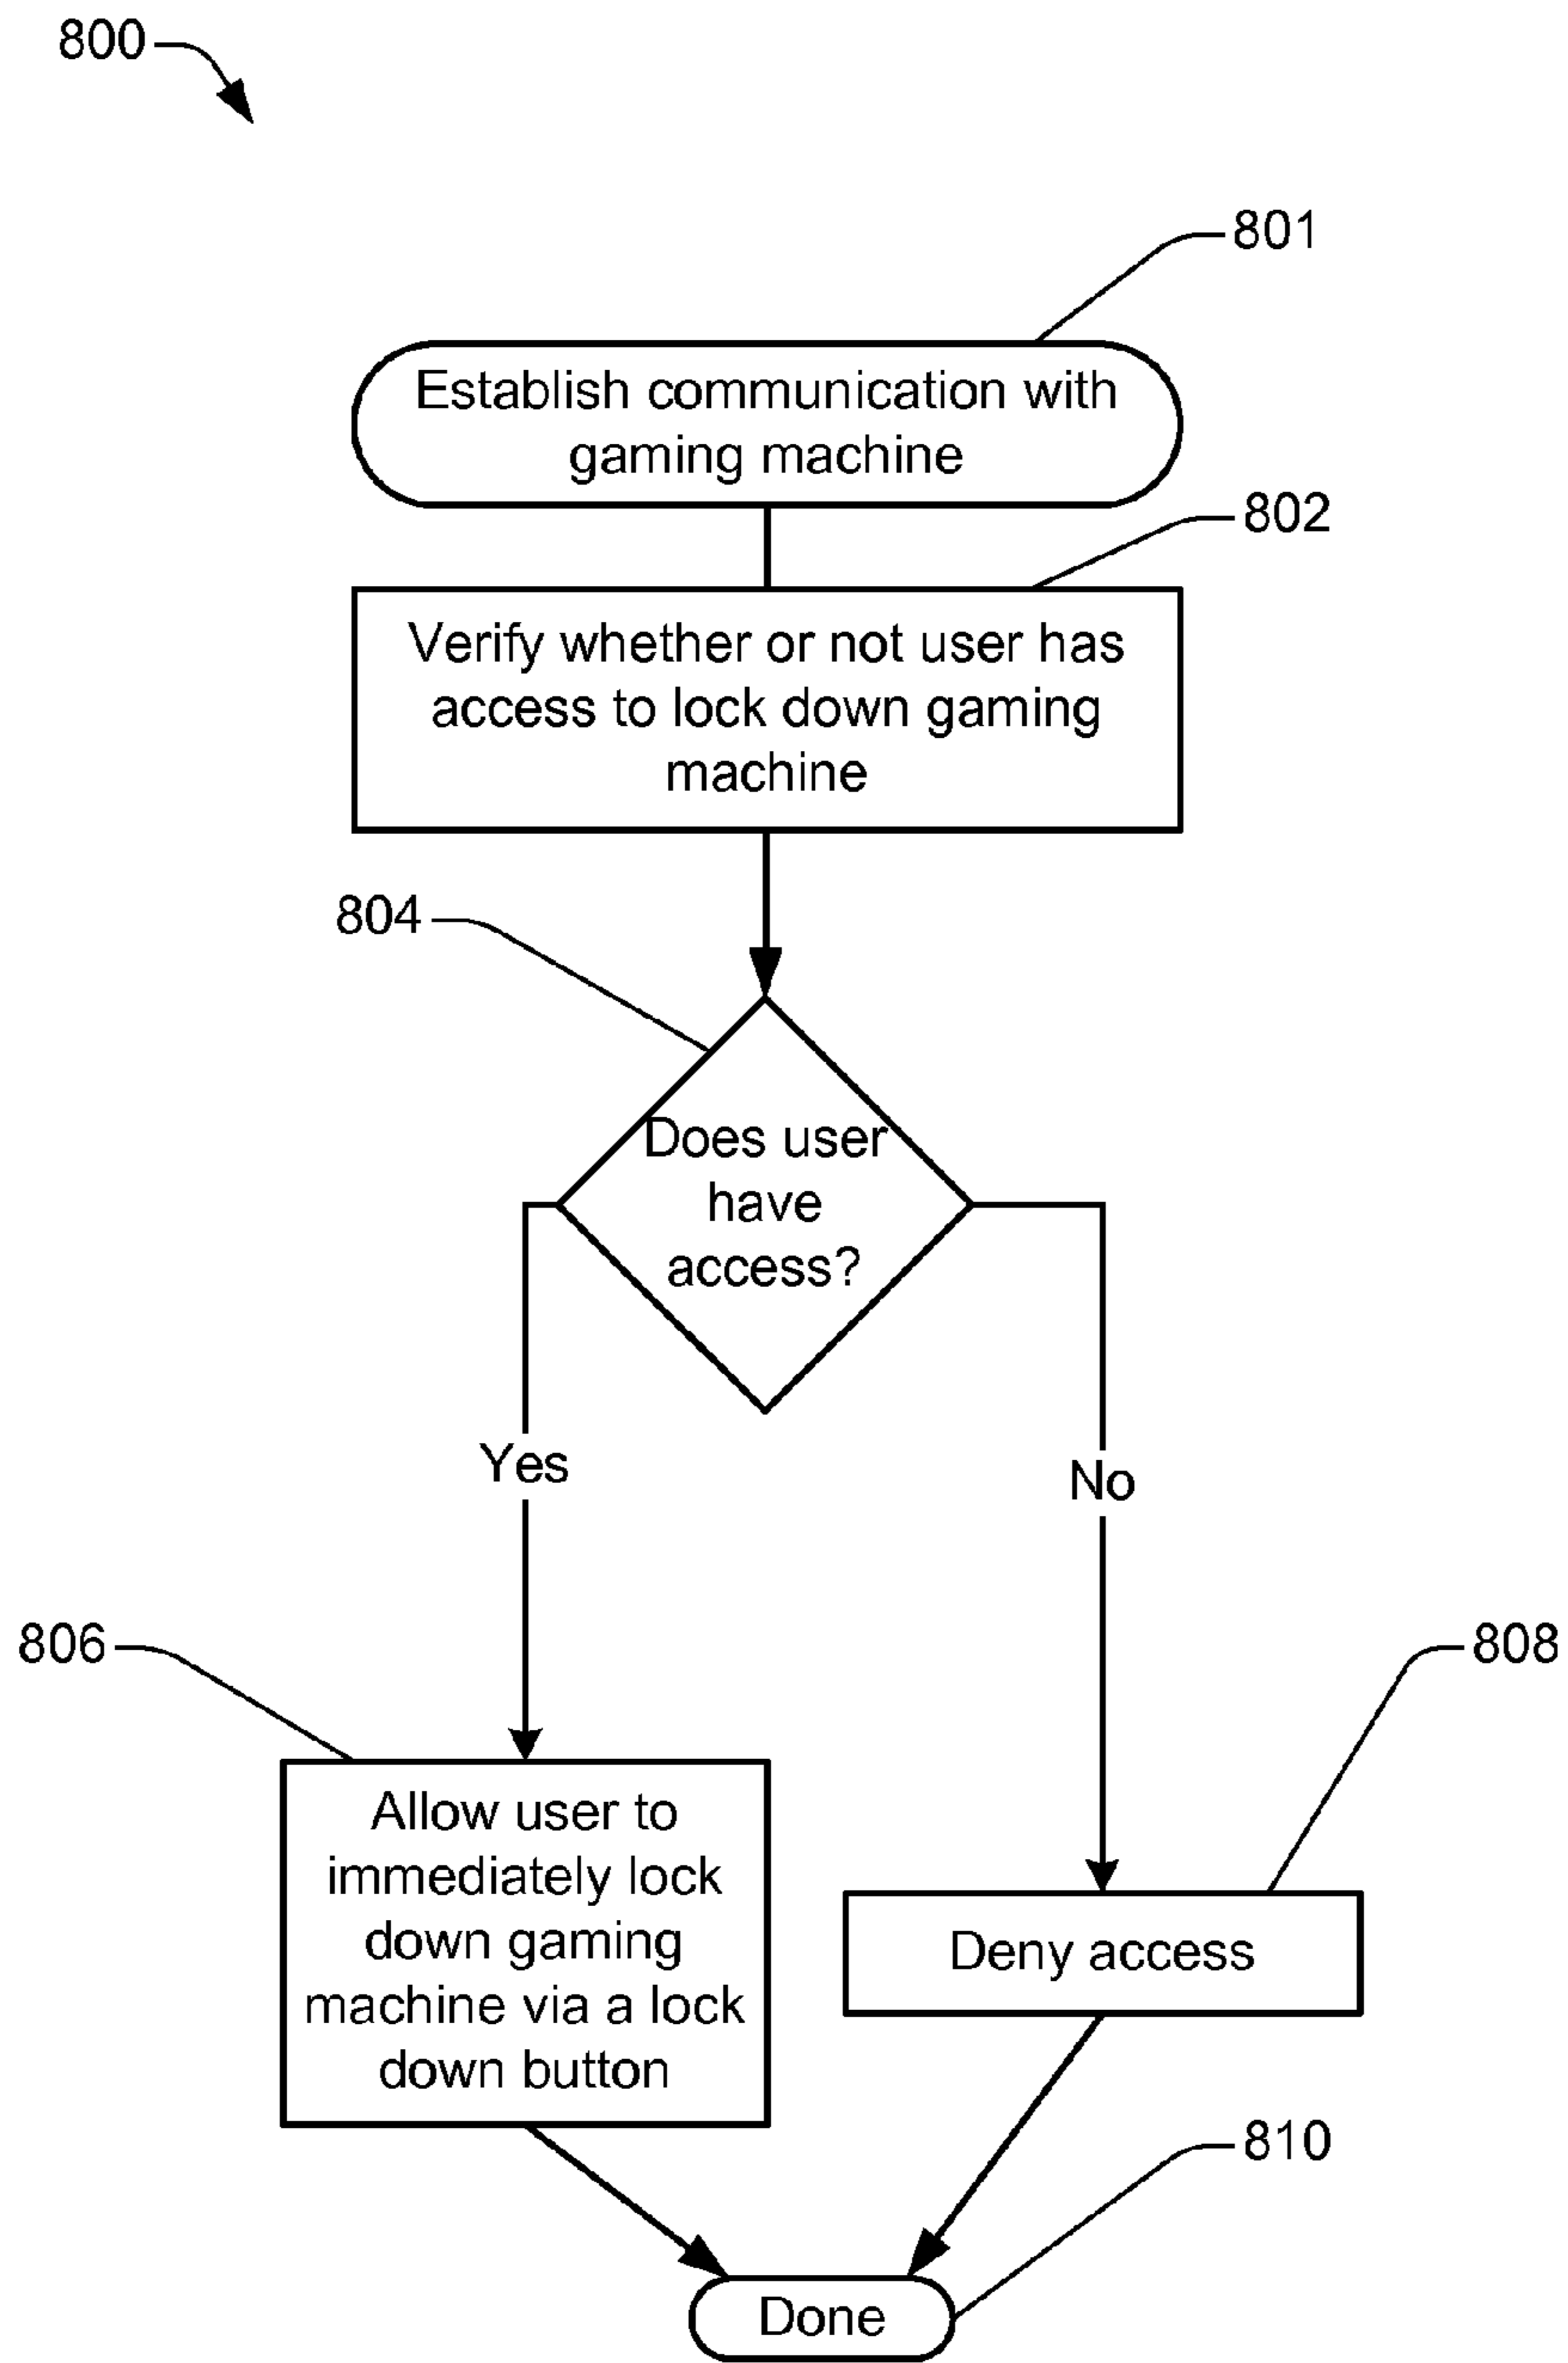 800
801
Establish communication with
gaming machine
802
Verify whether or not user has
access to lock down gaming
machine
804
Does user
have
access?
Yes
No
806
808
Allow user to
immediately lock
down gaming
machine via a lock
down button
Deny access
810
Done